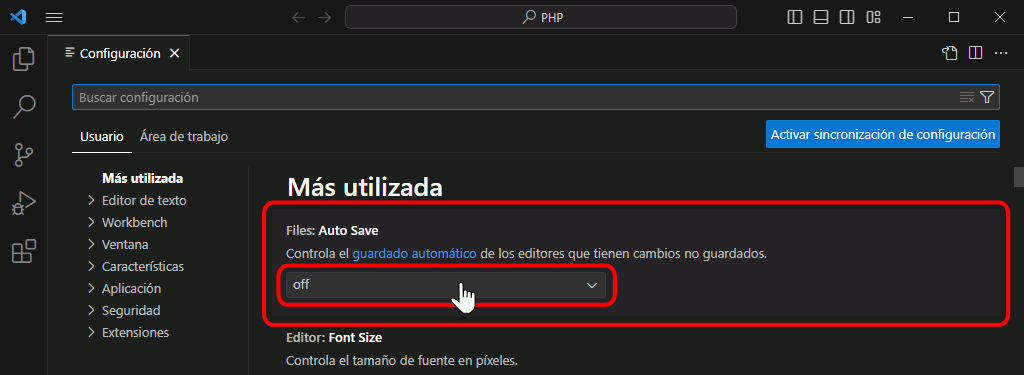 PHP
Configuración
Buscar configuración
Usuario
Área de trabajo
Activar sincronización de configuración
Más utilizada
Editor de texto
Workbench
Ventana
Características
Aplicación
Seguridad
Extensiones
Más utilizada
Files: Auto Save
Controla el guardado automático de los editores que tienen cambios no guardados.
off
Editor: Font Size
Controla el tamaño de fuente en píxeles.